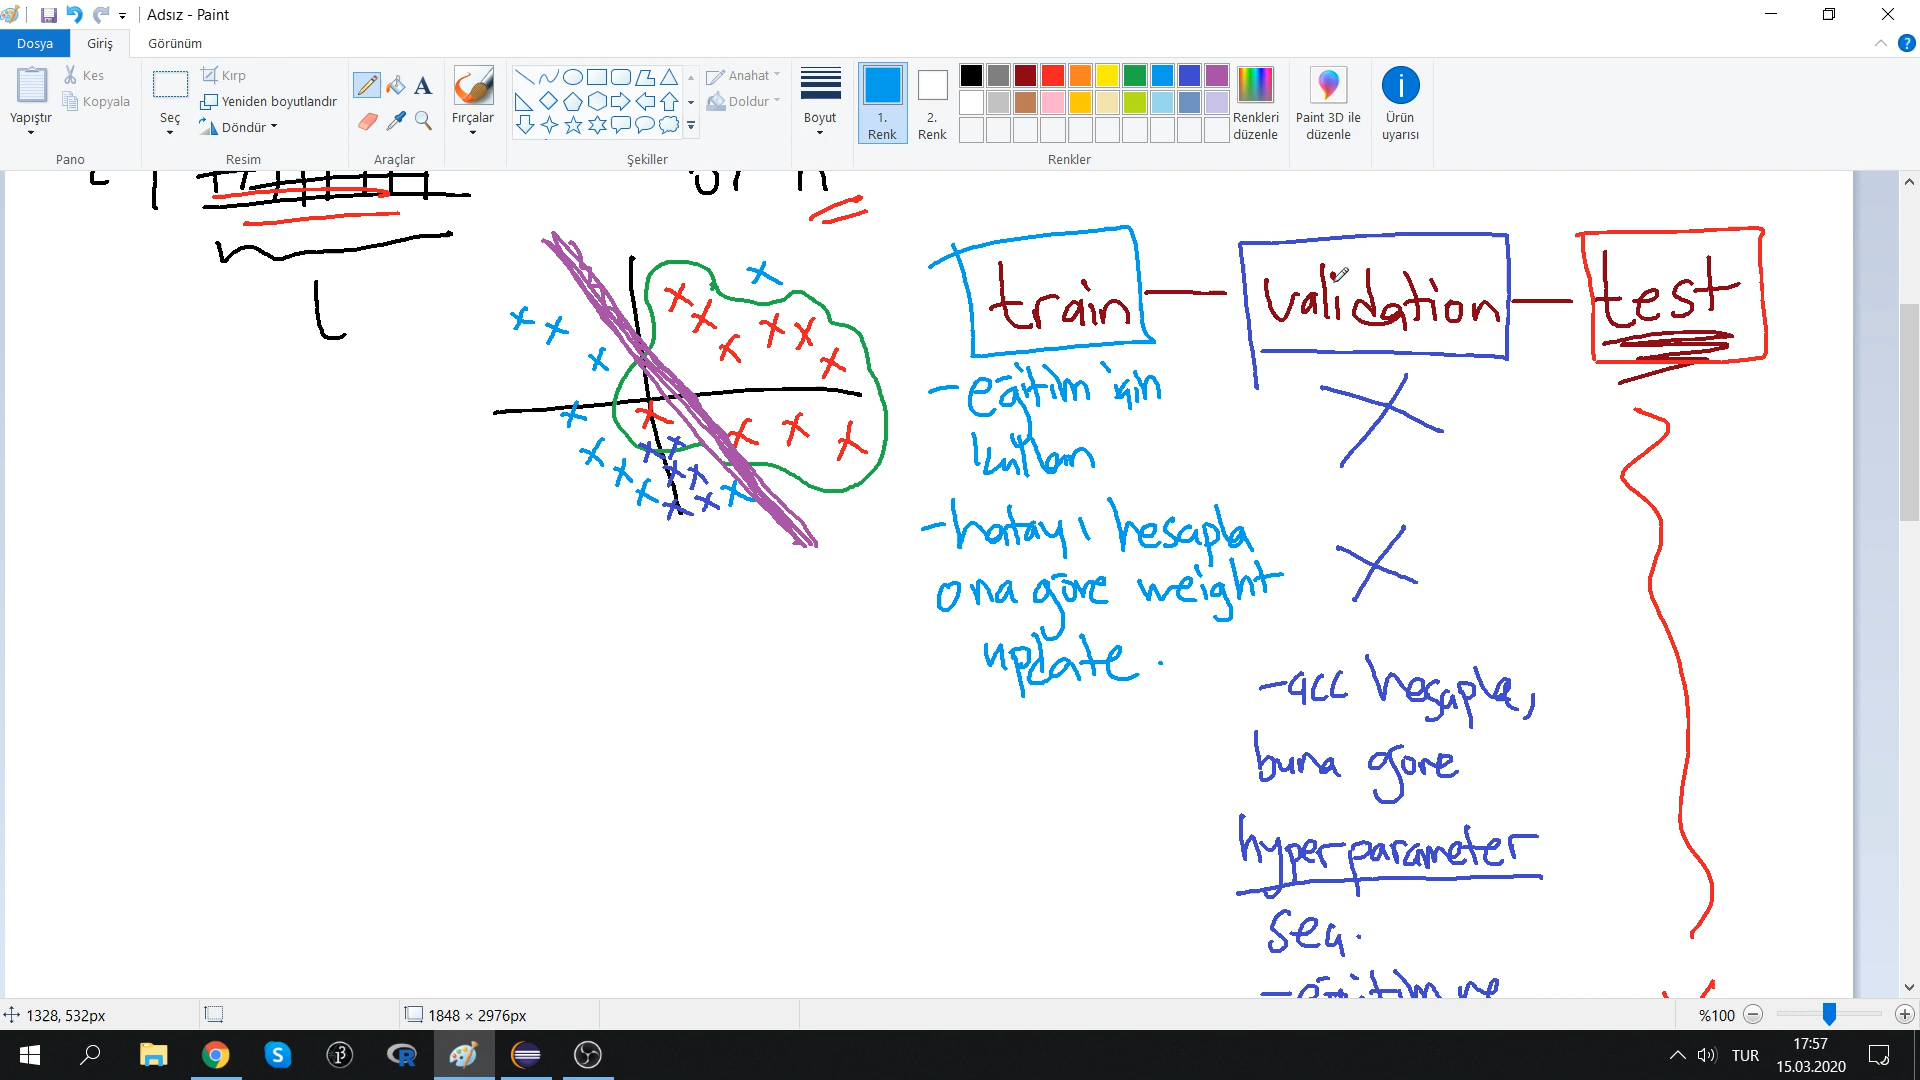 Adsız - Paint
Dosya
Giriş
Görünüm
Yapıştır
Kes
Kopyala
Pano
Seç
Kırp
Yeniden boyutlandır
Döndür
Resim
A
Araçlar
Fırçalar
Şekiller
Anahat
Doldur
Boyut
1.
Renk
2.
Renk
Renkleri
düzenle
Renkler
Paint 3D ile
düzenle
Ürün
uyarısı
train
validation
test
-eğitim için
kullan
-hatayı hesapla
ona göre weight
update.
-acc hesapla,
buna göre
hyperparameter
seç.
-eğitim ne
1328, 532px
1848 × 2976px
%100
TUR
17:57
15.03.2020